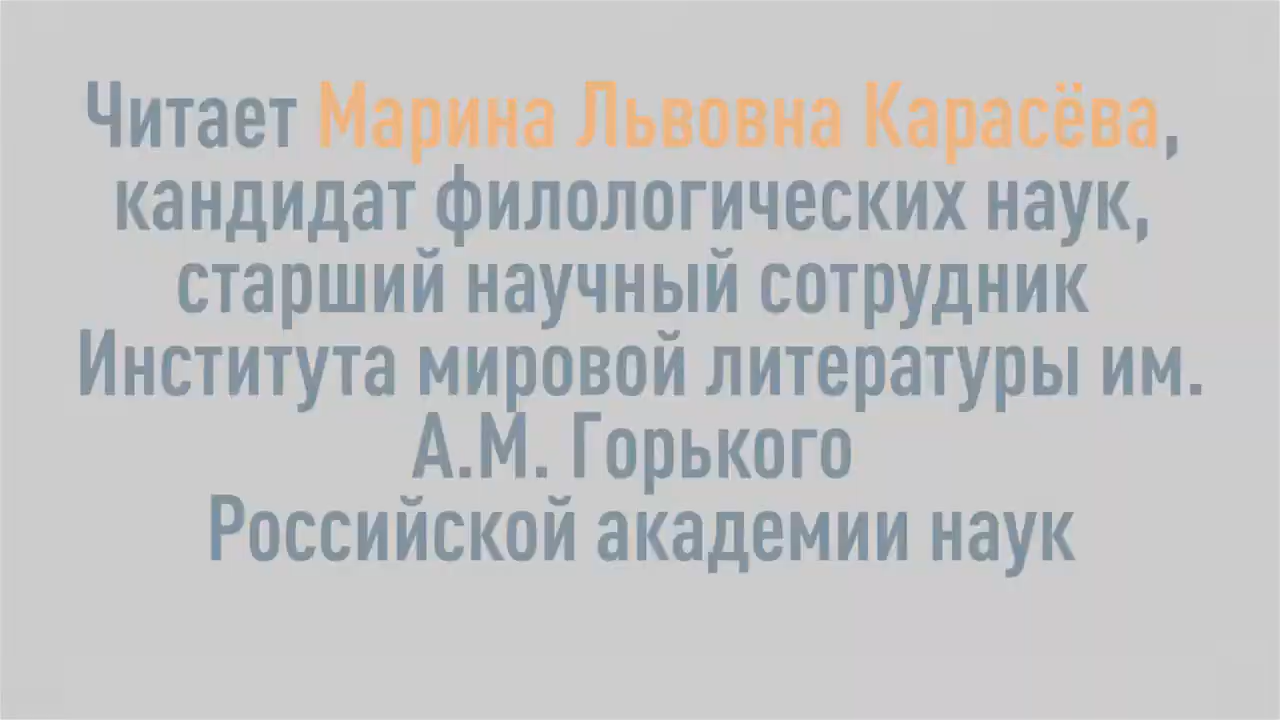 Читает Марина Львовна Карасёва,
кандидат филологических наук,
старший научный сотрудник
Института мировой литературы им.
А.М. Горького
Российской академии наук